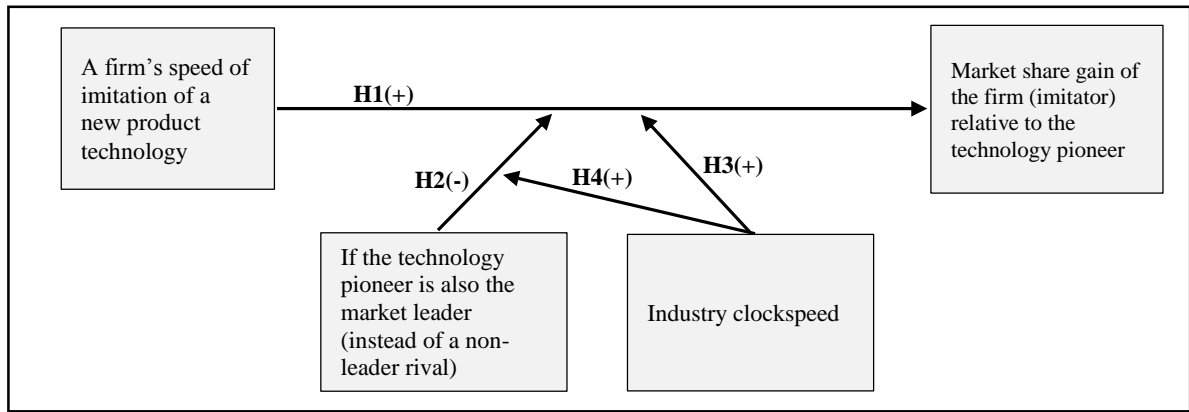 A firm’s speed of
imitation of a
new product
technology
H1(+)
Market share gain of
the firm (imitator)
relative to the
technology pioneer
H2(-)
H4(+)
H3(+)
If the technology
pioneer is also the
market leader
(instead of a non-
leader rival)
Industry clockspeed